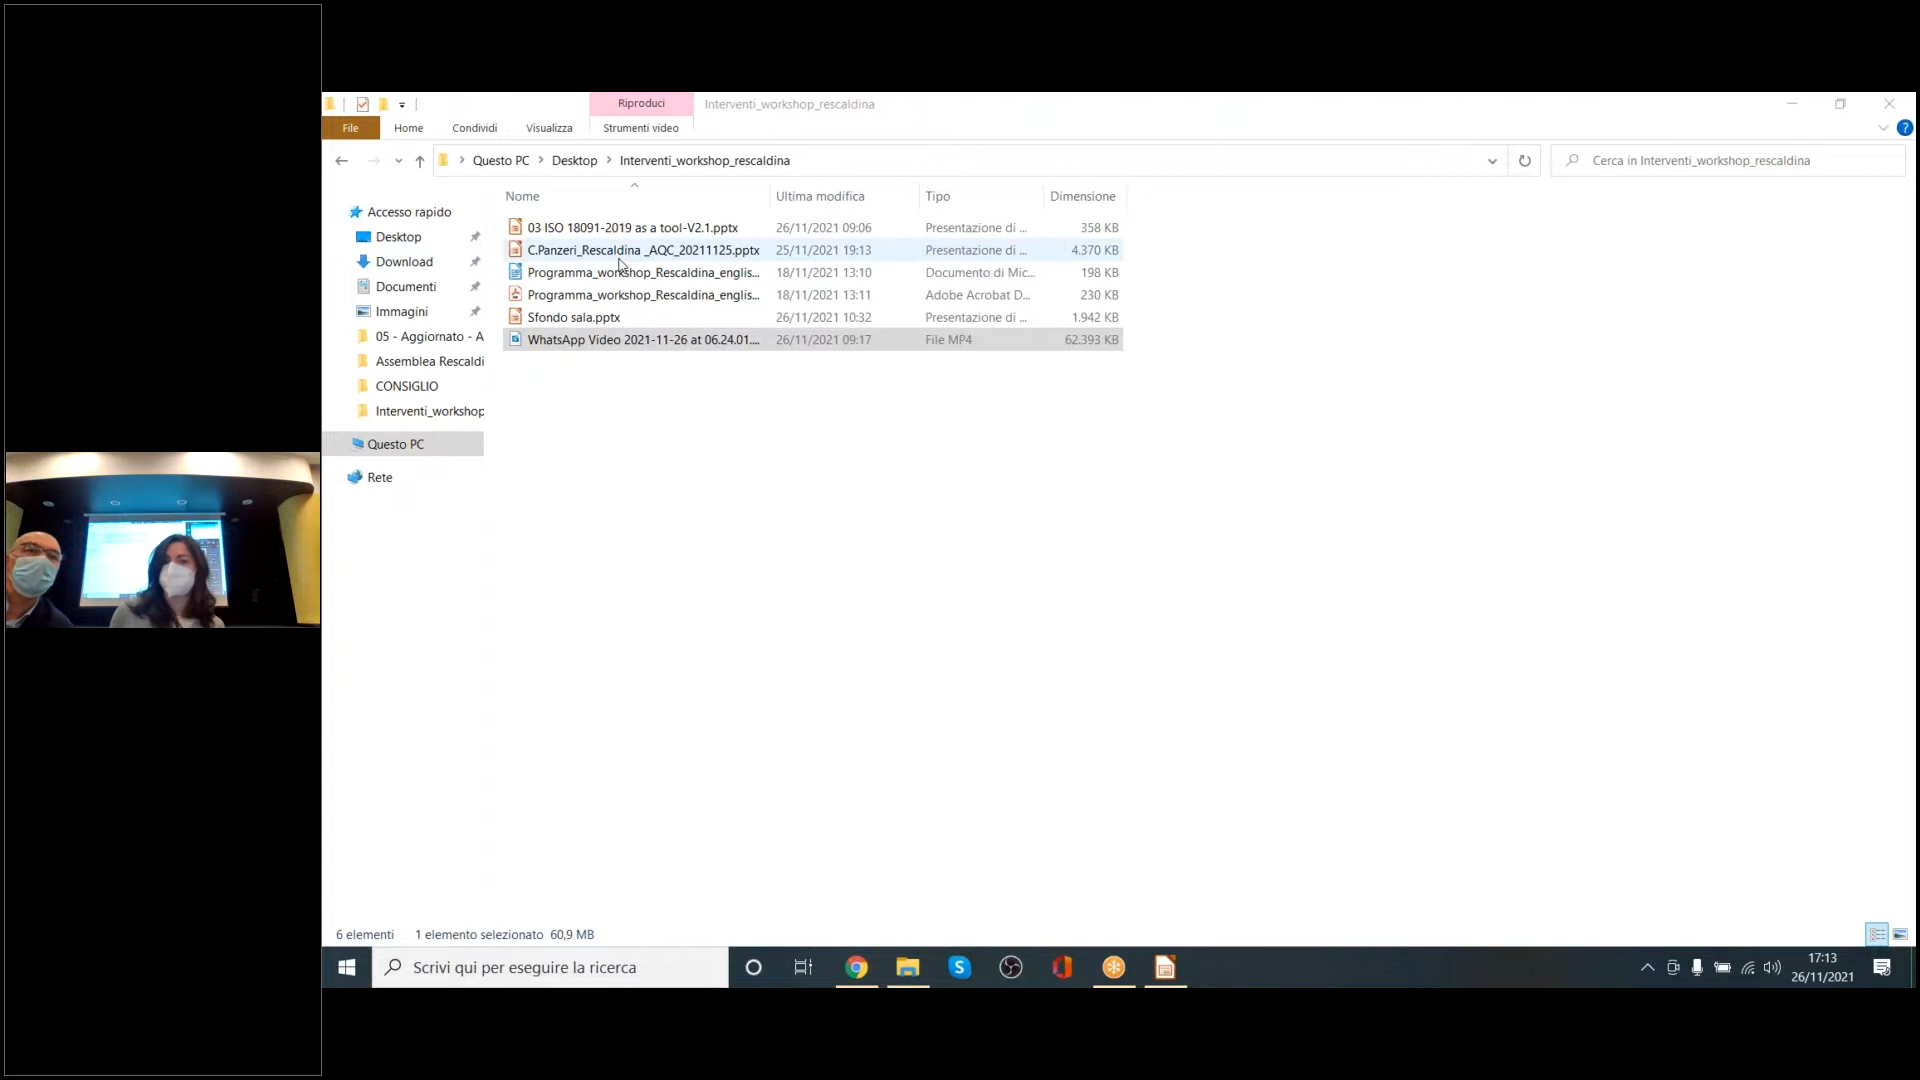 Riproduci
Interventi_workshop_rescaldina
File
Home
Condividi
Visualizza
Strumenti video
Questo PC
Desktop
Interventi_workshop_rescaldina
Cerca in Interventi_workshop_rescaldina
Nome
Ultima modifica
Tipo
Dimensione
03 ISO 18091-2019 as a tool-V2.1.pptx 26/11/2021 09:06 Presentazione di ... 358 KB
C.Panzeri_Rescaldina _AQC_20211125.pptx 25/11/2021 19:13 Presentazione di ... 4.370 KB
Programma_workshop_Rescaldina_englis... 18/11/2021 13:10 Documento di Mic... 198 KB
Programma_workshop_Rescaldina_englis... 18/11/2021 13:11 Adobe Acrobat D... 230 KB
Sfondo sala.pptx 26/11/2021 10:32 Presentazione di ... 1.942 KB
WhatsApp Video 2021-11-26 at 06.24.01.... 26/11/2021 09:17 File MP4 62.393 KB
Accesso rapido
Desktop
Download
Documenti
Immagini
05 - Aggiornato - A
Assemblea Rescaldi
CONSIGLIO
Interventi_workshop
Questo PC
Rete
6 elementi 1 elemento selezionato 60,9 MB
Scrivi qui per eseguire la ricerca
17:13
26/11/2021